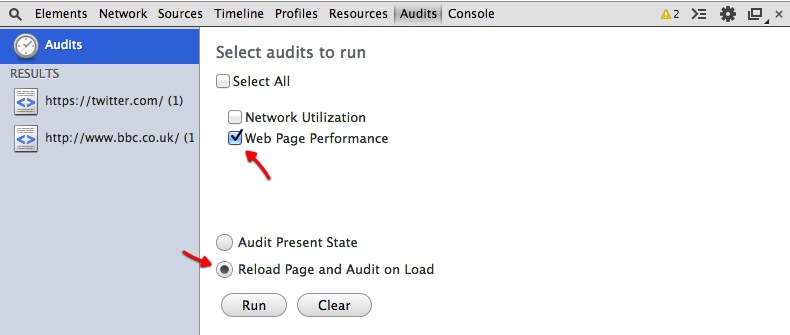 Elements Network Sources Timeline Profiles Resources Audits Console 2
Audits
RESULTS
https://twitter.com/ (1)
http://www.bbc.co.uk/ (1
Select audits to run
Select All
Network Utilization
Web Page Performance
Audit Present State
Reload Page and Audit on Load
Run Clear